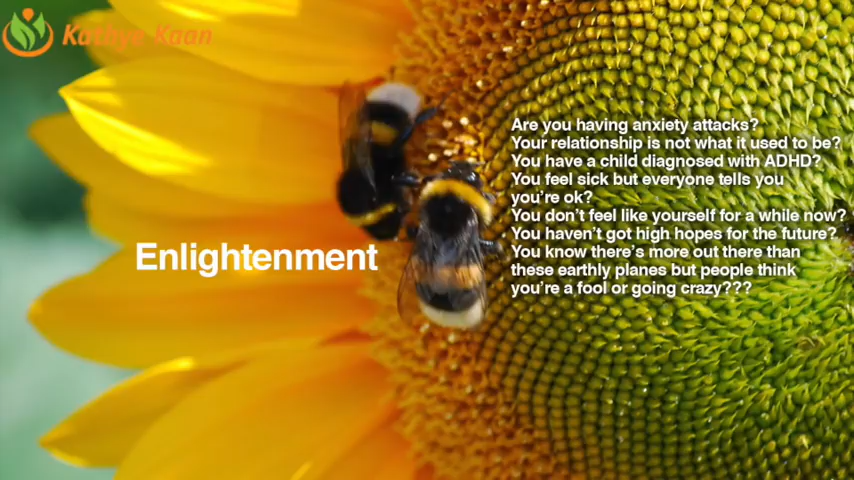 Kathye Kaan
Enlightenment
Are you having anxiety attacks?
Your relationship is not what it used to be?
You have a child diagnosed with ADHD?
You feel sick but everyone tells you
you're ok?
You don't feel like yourself for a while now?
You haven't got high hopes for the future?
You know there's more out there than
these earthly planes but people think
you're a fool or going crazy???